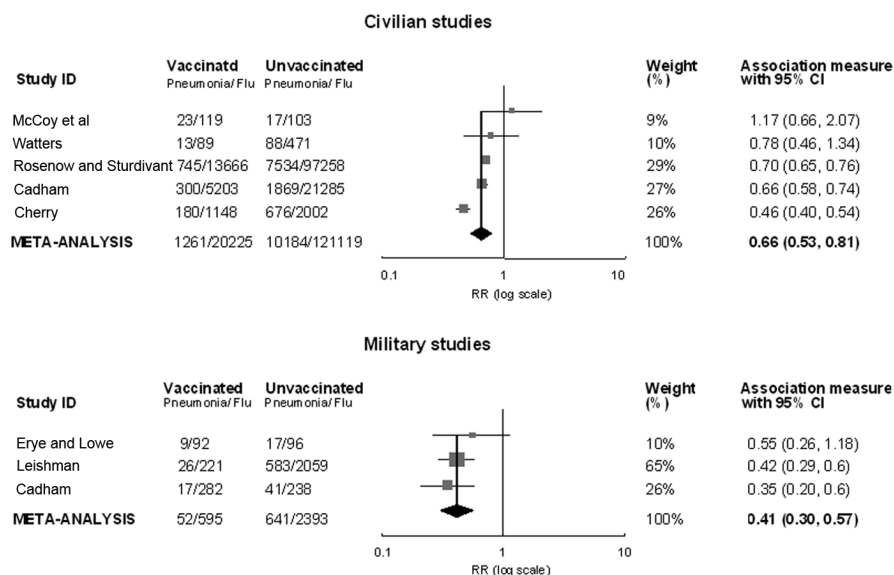 Civilian studies
Study ID Vaccinatd Pneumonia/Flu Unvaccinated Pneumonia/Flu Weight (%) Association measure with 95% CI
McCoy et al 23/119 17/103 9% 1.17 (0.66, 2.07)
Watters 13/89 88/471 10% 0.78 (0.46, 1.34)
Rosenow and Sturdivant 745/13666 7534/97258 29% 0.70 (0.65, 0.76)
Cadham 300/5203 1869/21285 27% 0.66 (0.58, 0.74)
Cherry 180/1148 676/2002 26% 0.46 (0.40, 0.54)
META-ANALYSIS 1261/20225 10184/121119 100% 0.66 (0.53, 0.81)
0.1 1 10
RR (log scale)
Military studies
Study ID Vaccinated Pneumonia/Flu Unvaccinated Pneumonia/Flu Weight (%) Association measure with 95% CI
Erye and Lowe 9/92 17/96 10% 0.55 (0.26, 1.18)
Leishman 26/221 583/2059 65% 0.42 (0.29, 0.6)
Cadham 17/282 41/238 26% 0.35 (0.20, 0.6)
META-ANALYSIS 52/595 641/2393 100% 0.41 (0.30, 0.57)
0.1 1 10
RR (log scale)